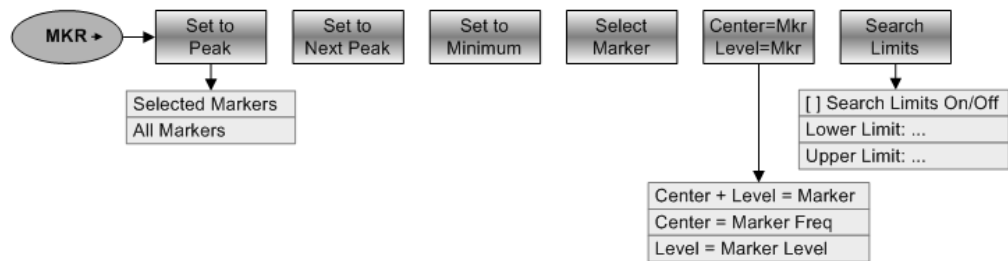 MKR
Set to
Peak
Set to
Next Peak
Set to
Minimum
Select
Marker
Center=Mkr
Level=Mkr
Search
Limits
Selected Markers
All Markers
[ ] Search Limits On/Off
Lower Limit: ...
Upper Limit: ...
Center + Level = Marker
Center = Marker Freq
Level = Marker Level